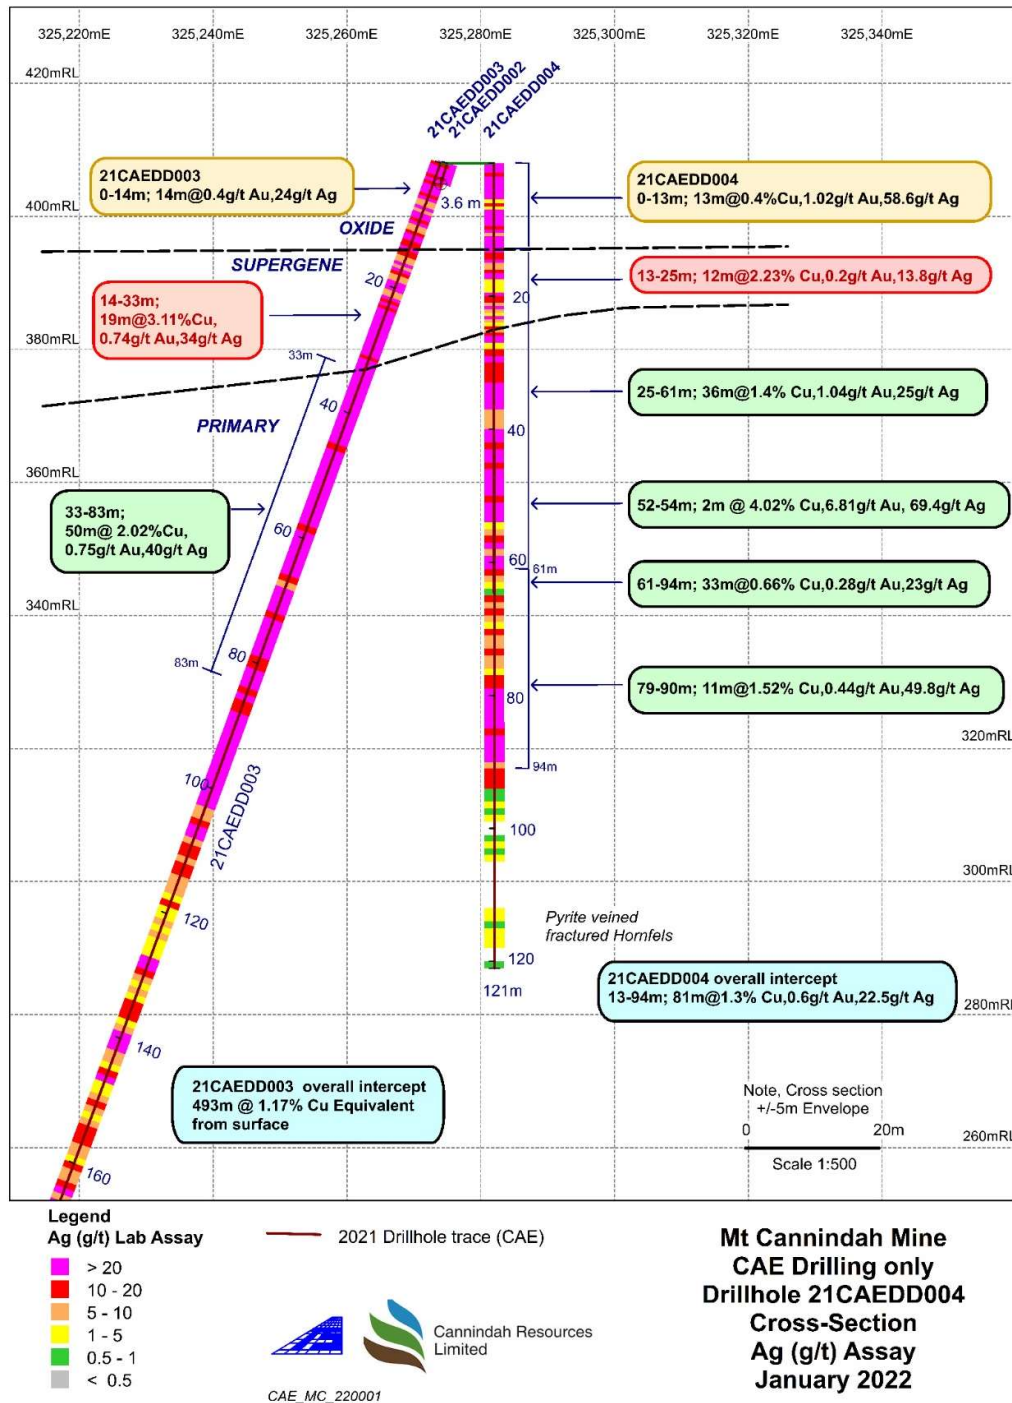 325,220mE 325,240mE 325,260mE 325,280mE 325,300mE 325,320mE 325,340mE
420mRL
21CAEDD003
21CAEDD002
21CAEDD004
21CAEDD003
0-14m; 14m@0.4g/t Au,24g/t Ag
21CAEDD004
0-13m; 13m@0.4%Cu,1.02g/t Au,58.6g/t Ag
3.6 m
400mRL
OXIDE
SUPERGENE
13-25m; 12m@2.23% Cu,0.2g/t Au,13.8g/t Ag
20
20
14-33m;
19m@3.11%Cu,
0.74g/t Au,34g/t Ag
380mRL
33m
25-61m; 36m@1.4% Cu,1.04g/t Au,25g/t Ag
40
PRIMARY
40
360mRL
33-83m;
50m@ 2.02%Cu,
0.75g/t Au,40g/t Ag
52-54m; 2m @ 4.02% Cu,6.81g/t Au, 69.4g/t Ag
60
60
61m
61-94m; 33m@0.66% Cu,0.28g/t Au,23g/t Ag
340mRL
80
83m
79-90m; 11m@1.52% Cu,0.44g/t Au,49.8g/t Ag
80
320mRL
94m
100
21CAEDD003
100
300mRL
120
Pyrite veined
fractured Hornfels
120
121m
21CAEDD004 overall intercept
13-94m; 81m@1.3% Cu,0.6g/t Au,22.5g/t Ag
280mRL
140
21CAEDD003 overall intercept
493m @ 1.17% Cu Equivalent
from surface
Note, Cross section
+/-5m Envelope
0 20m
Scale 1:500
260mRL
160
Legend
Ag (g/t) Lab Assay
> 20
10 - 20
5 - 10
1 - 5
0.5 - 1
< 0.5
2021 Drillhole trace (CAE)
Cannindah Resources
Limited
CAE_MC_220001
Mt Cannindah Mine
CAE Drilling only
Drillhole 21CAEDD004
Cross-Section
Ag (g/t) Assay
January 2022